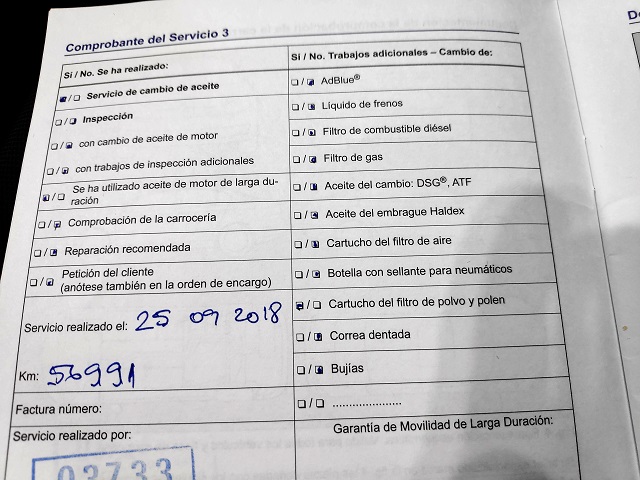 Comprobante del Servicio 3
Si / No. Se ha realizado:
Servicio de cambio de aceite
Inspección
con cambio de aceite de motor
con trabajos de inspección adicionales
Se ha utilizado aceite de motor de larga du-
ración
Comprobación de la carrocería
Reparación recomendada
Petición del cliente
(anótese también en la orden de encargo)
Servicio realizado el: 25 09 2018
Km: 56991
Factura número:
Servicio realizado por:
03733
Si / No. Trabajos adicionales – Cambio de:
AdBlue®
Líquido de frenos
Filtro de combustible diésel
Filtro de gas
Aceite del cambio: DSG®, ATF
Aceite del embrague Haldex
Cartucho del filtro de aire
Botella con sellante para neumáticos
Cartucho del filtro de polvo y polen
Correa dentada
Bujías
.....................
Garantía de Movilidad de Larga Duración: